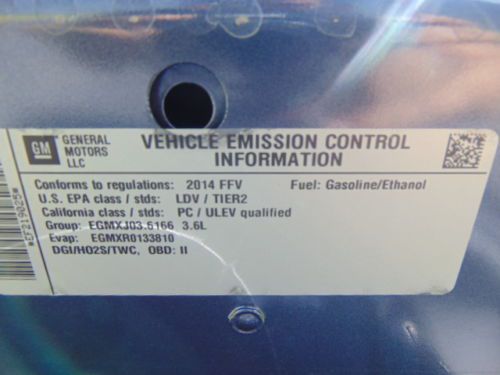 GM GENERAL MOTORS LLC
VEHICLE EMISSION CONTROL INFORMATION
Conforms to regulations: 2014 FFV Fuel: Gasoline/Ethanol
U.S. EPA class / stds: LDV / TIER2
California class / stds: PC / ULEV qualified
Group: EGMXJ03.6166 3.6L
Evap: EGMXR0133810
DGI/HO2S/TWC, OBD: II
*EF219025*